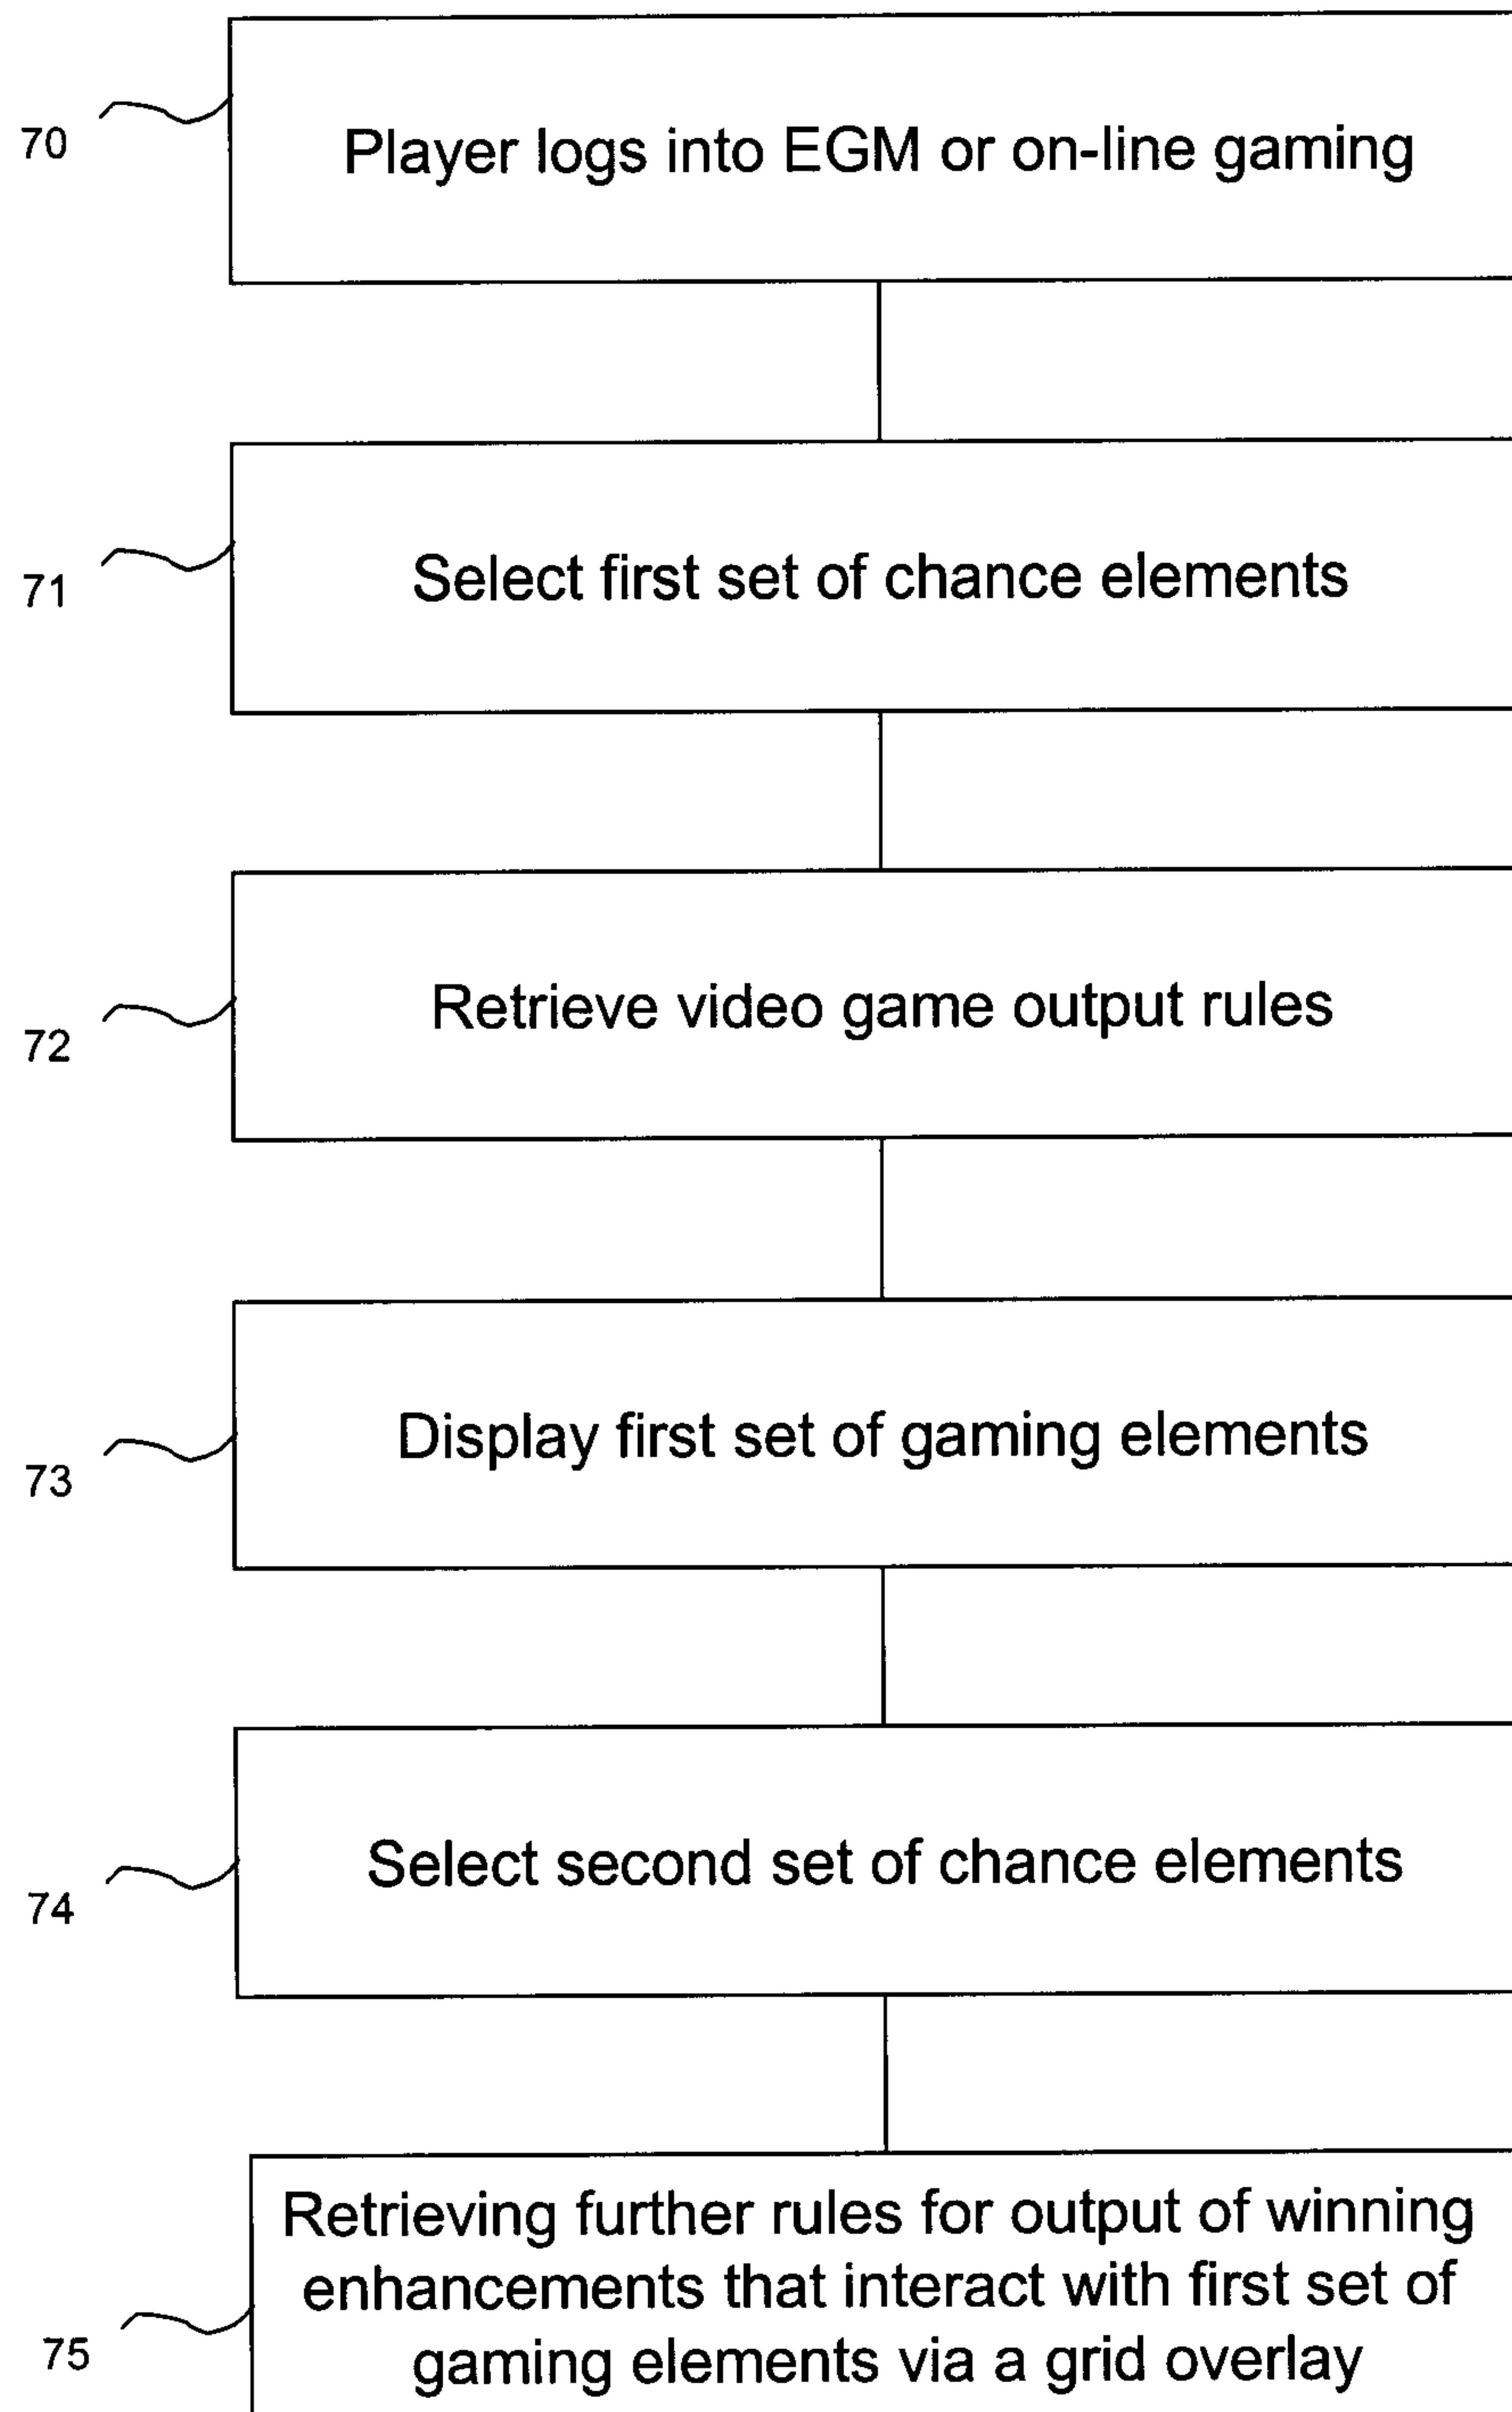 70
Player logs into EGM or on-line gaming
71
Select first set of chance elements
72
Retrieve video game output rules
73
Display first set of gaming elements
74
Select second set of chance elements
75
Retrieving further rules for output of winning
enhancements that interact with first set of
gaming elements via a grid overlay